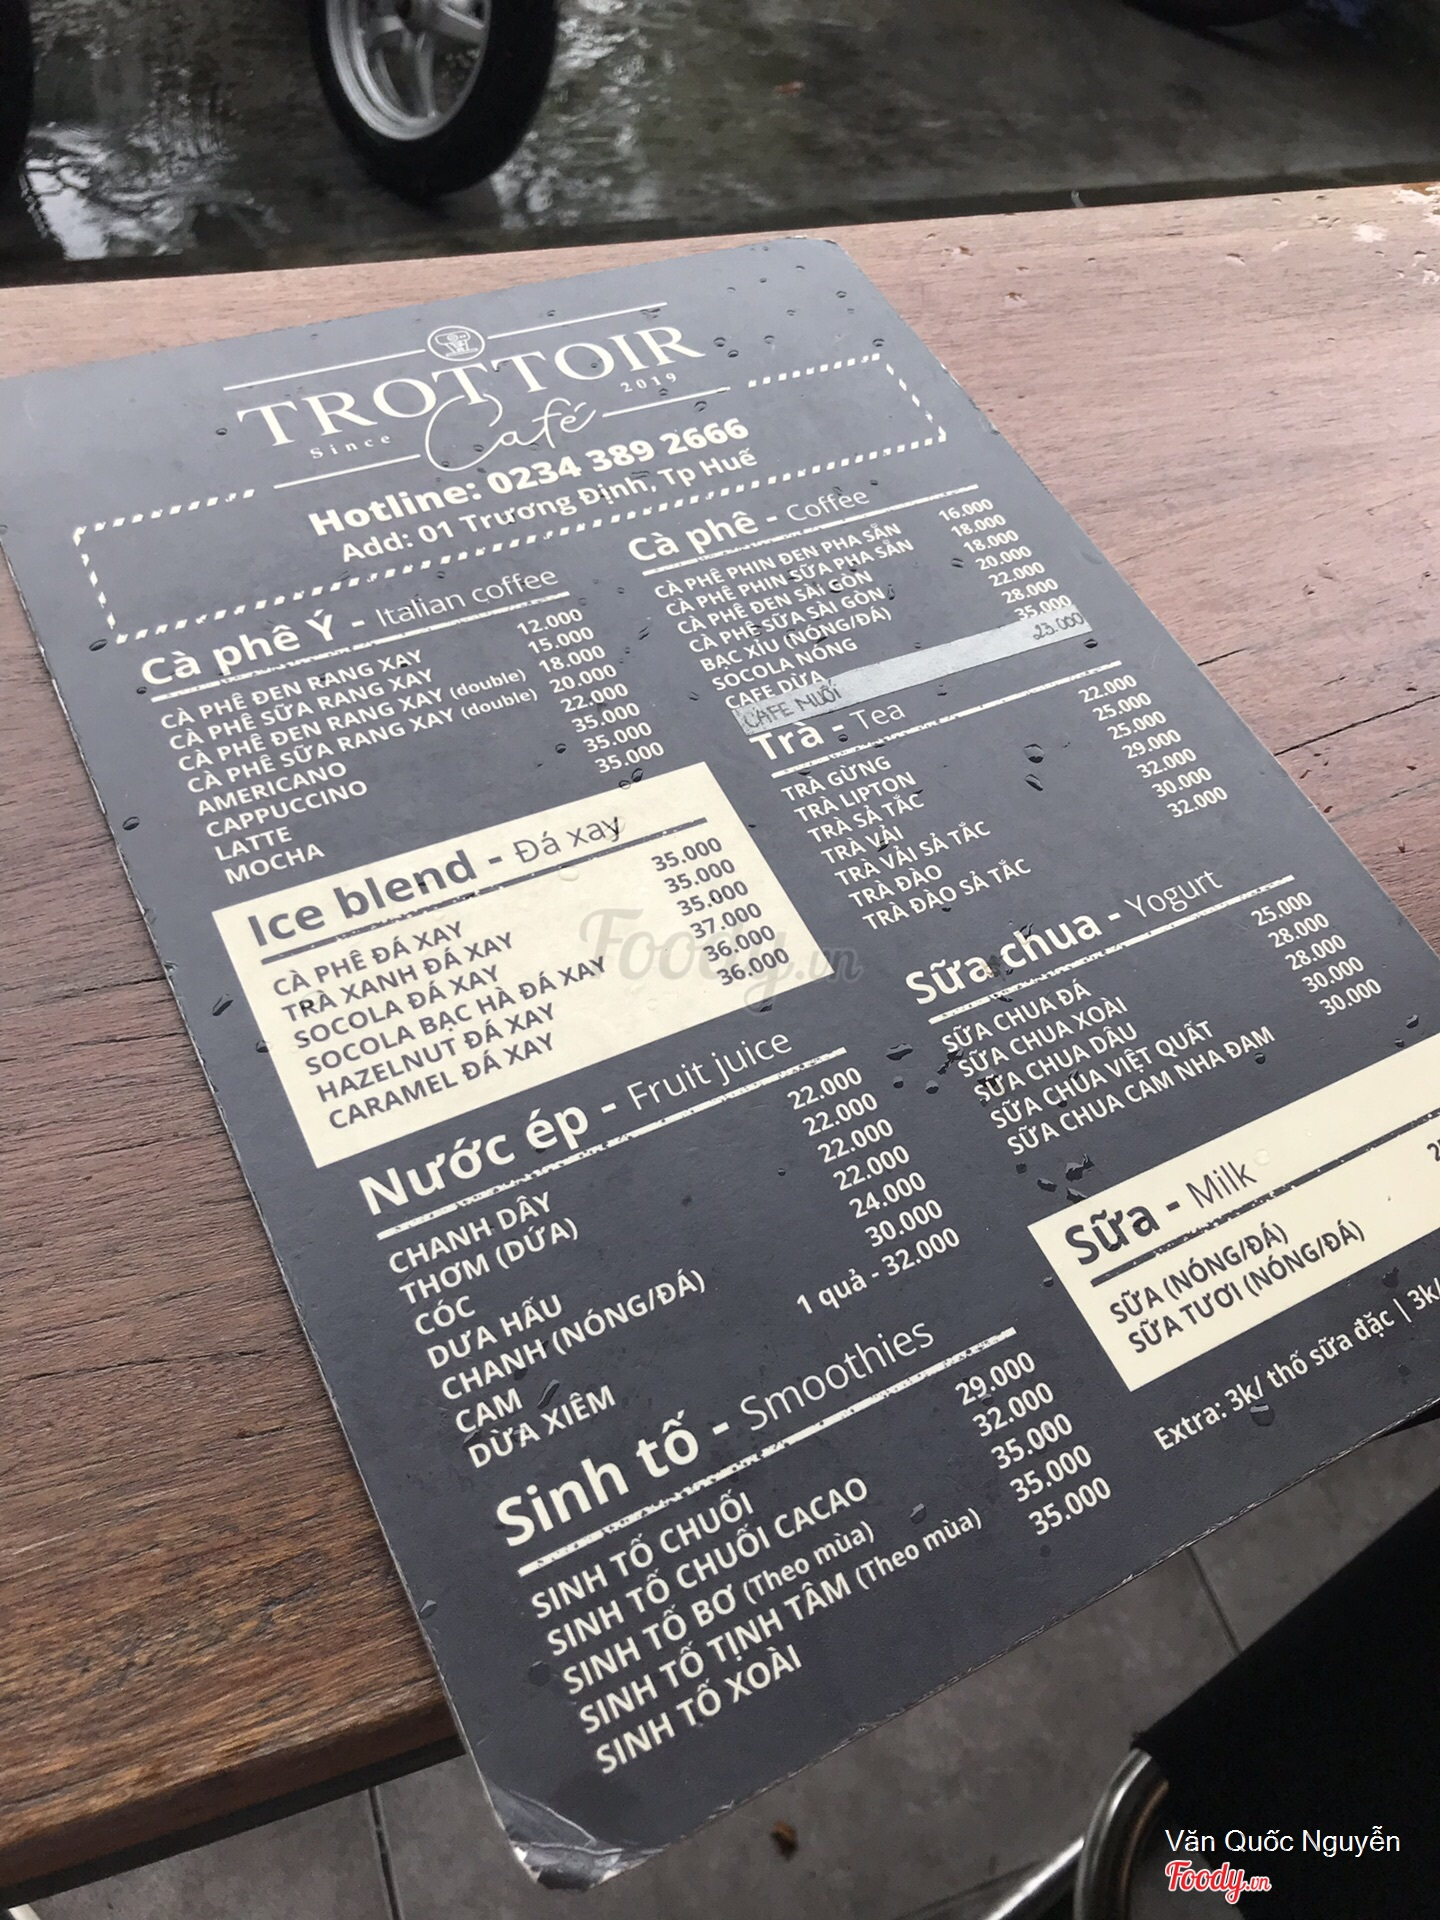 TROTTOIR
Since Café 2019
Hotline: 0234 389 2666
Add: 01 Trương Định, Tp Huế
Cà phê Ý - Italian coffee
CÀ PHÊ ĐEN RANG XAY 12.000
CÀ PHÊ SỮA RANG XAY 15.000
CÀ PHÊ ĐEN RANG XAY (double) 18.000
CÀ PHÊ SỮA RANG XAY (double) 20.000
AMERICANO 22.000
CAPPUCCINO 35.000
LATTE 35.000
MOCHA 35.000
Ice blend - Đá xay
CÀ PHÊ ĐÁ XAY 35.000
TRÀ XANH ĐÁ XAY 35.000
SOCOLA ĐÁ XAY 35.000
SOCOLA BẠC HÀ ĐÁ XAY 37.000
HAZELNUT ĐÁ XAY 36.000
CARAMEL ĐÁ XAY 36.000
Nước ép - Fruit juice
CHANH DÂY 22.000
THƠM (DỨA) 22.000
CÓC 22.000
DƯA HẤU 22.000
CHANH (NÓNG/ĐÁ) 24.000
CAM 30.000
DỪA XIÊM 1 quả - 32.000
Sinh tố - Smoothies
SINH TỐ CHUỐI 29.000
SINH TỐ CHUỐI CACAO 32.000
SINH TỐ BƠ (Theo mùa) 35.000
SINH TỐ TỊNH TÂM (Theo mùa) 35.000
SINH TỐ XOÀI 35.000
Cà phê - Coffee
CÀ PHÊ PHIN ĐEN PHA SẴN 16.000
CÀ PHÊ PHIN SỮA PHA SẴN 18.000
CÀ PHÊ ĐEN SÀI GÒN 18.000
CÀ PHÊ SỮA SÀI GÒN 20.000
BẠC XỈU (NÓNG/ĐÁ) 22.000
SOCOLA NÓNG 28.000
CAFE DỪA 35.000
CAFE MUỐI 25.000
Trà - Tea
TRÀ GỪNG 22.000
TRÀ LIPTON 25.000
TRÀ SẢ TẮC 25.000
TRÀ VẢI 29.000
TRÀ VẢI SẢ TẮC 32.000
TRÀ ĐÀO 30.000
TRÀ ĐÀO SẢ TẮC 32.000
Sữa chua - Yogurt
SỮA CHUA ĐÁ 25.000
SỮA CHUA XOÀI 28.000
SỮA CHUA DÂU 28.000
SỮA CHUA VIỆT QUẤT 30.000
SỮA CHUA CAM NHA ĐAM 30.000
Sữa - Milk
SỮA (NÓNG/ĐÁ)
SỮA TƯƠI (NÓNG/ĐÁ)
Extra: 3k/ thố sữa đặc | 3k/
Foody.vn
Văn Quốc Nguyễn
Foody.vn